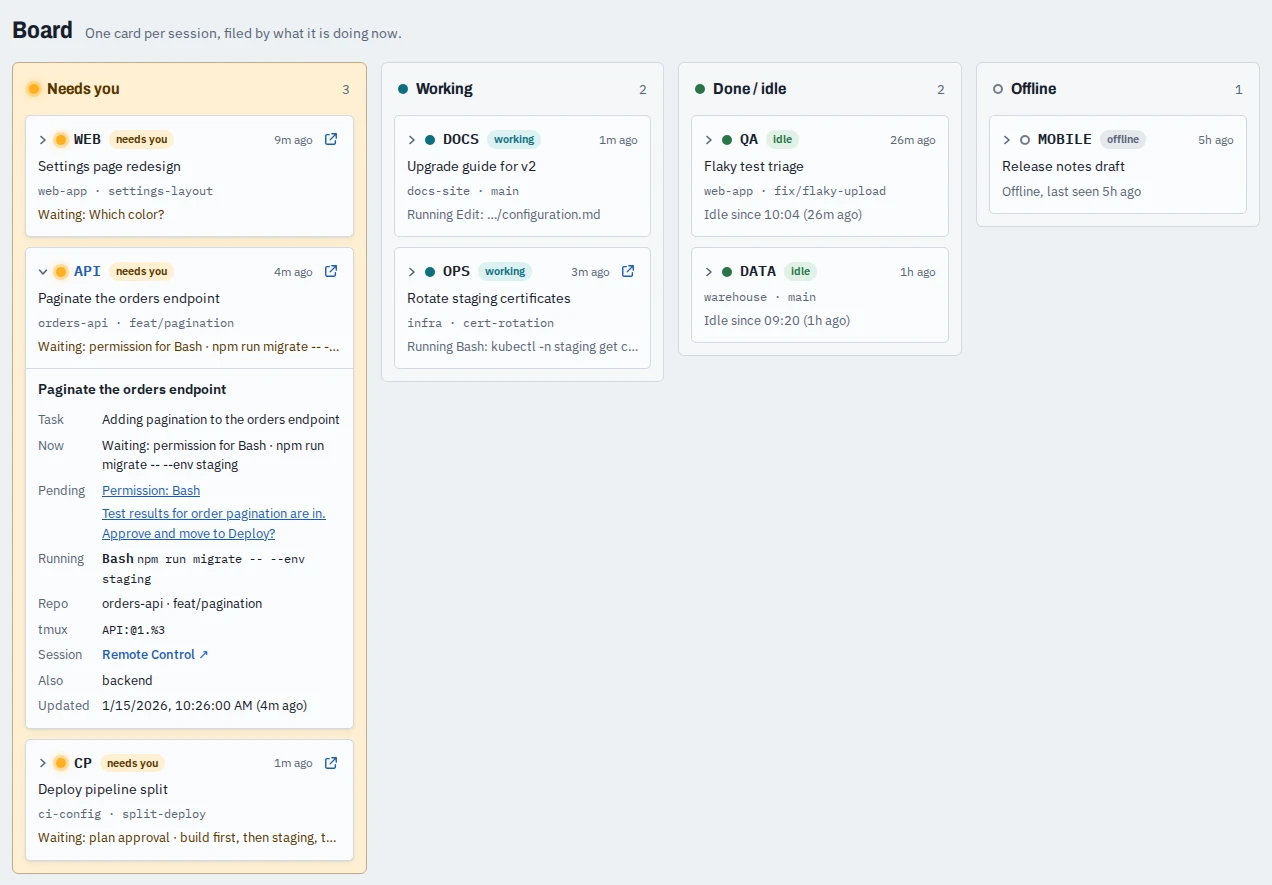 Board One card per session, filed by what it is doing now.
Needs you 3
WEB needs you 9m ago
Settings page redesign
web-app · settings-layout
Waiting: Which color?
API needs you 4m ago
Paginate the orders endpoint
orders-api · feat/pagination
Waiting: permission for Bash · npm run migrate -- -...
Paginate the orders endpoint
Task Adding pagination to the orders endpoint
Now Waiting: permission for Bash · npm run
migrate -- --env staging
Pending Permission: Bash
Test results for order pagination are in.
Approve and move to Deploy?
Running Bash npm run migrate -- --env
staging
Repo orders-api · feat/pagination
tmux API:@1.%3
Session Remote Control ↗
Also backend
Updated 1/15/2026, 10:26:00 AM (4m ago)
CP needs you 1m ago
Deploy pipeline split
ci-config · split-deploy
Waiting: plan approval · build first, then staging, t...
Working 2
DOCS working 1m ago
Upgrade guide for v2
docs-site · main
Running Edit: .../configuration.md
OPS working 3m ago
Rotate staging certificates
infra · cert-rotation
Running Bash: kubectl -n staging get c...
Done / idle 2
QA idle 26m ago
Flaky test triage
web-app · fix/flaky-upload
Idle since 10:04 (26m ago)
DATA idle 1h ago
warehouse · main
Idle since 09:20 (1h ago)
Offline 1
MOBILE offline 5h ago
Release notes draft
Offline, last seen 5h ago